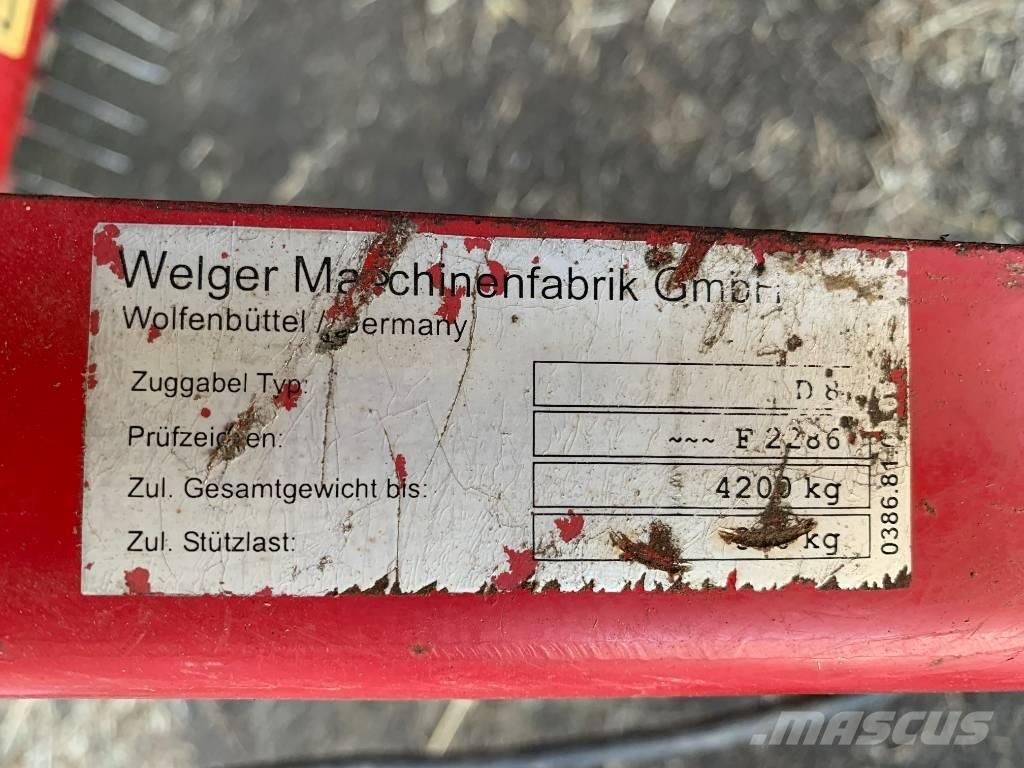 Welger Maschinenfabrik GmbH
Wolfenbüttel / Germany
Zuggabel Typ: D 8
Prüfzeichen: ~~~ F 2286
Zul. Gesamtgewicht bis: 4200 kg
Zul. Stützlast: kg
0386.81
MASCUS